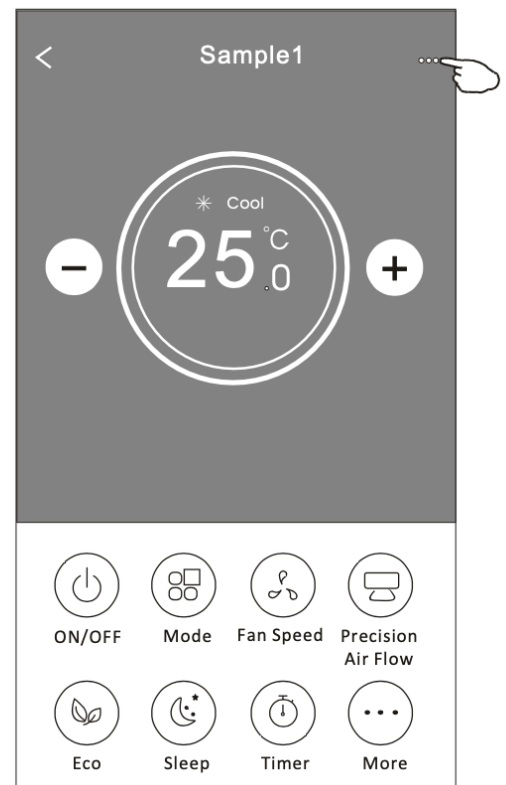 Sample1
Cool
25.0°C
ON/OFF
Mode
Fan Speed
Precision
Air Flow
Eco
Sleep
Timer
More